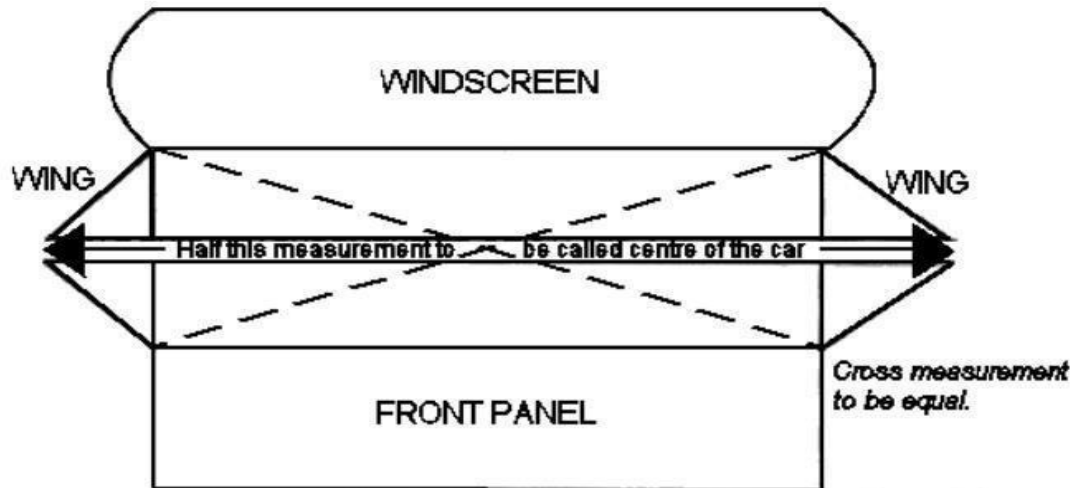 WINDSCREEN
WING
WING
Half this measurement to be called centre of the car
Cross measurement
to be equal.
FRONT PANEL